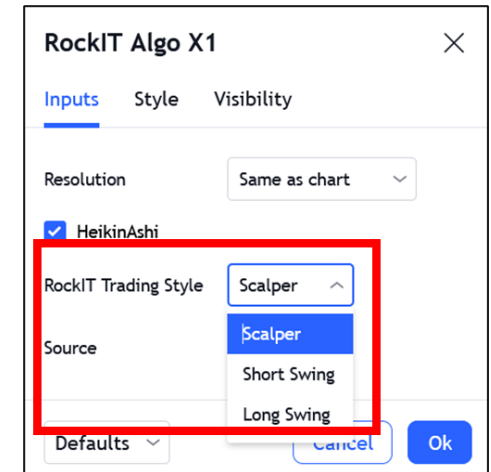 RockIT Algo X1
Inputs Style Visibility
Resolution Same as chart
HeikinAshi
RockIT Trading Style Scalper
Source Scalper
Short Swing
Long Swing
Defaults Cancel Ok